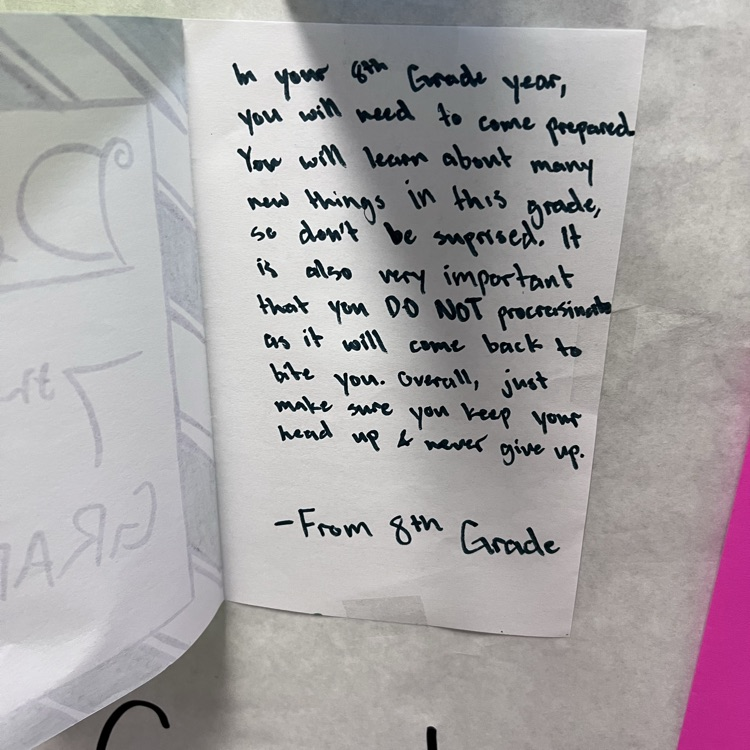 In your 8th Grade year,
you will need to come prepared.
You will learn about many
new things in this grade,
so don't be suprised. It
is also very important
that you DO NOT procrasinate
as it will come back to
bite you. Overall, just
make sure you keep your
head up & never give up.
-From 8th Grade
7th